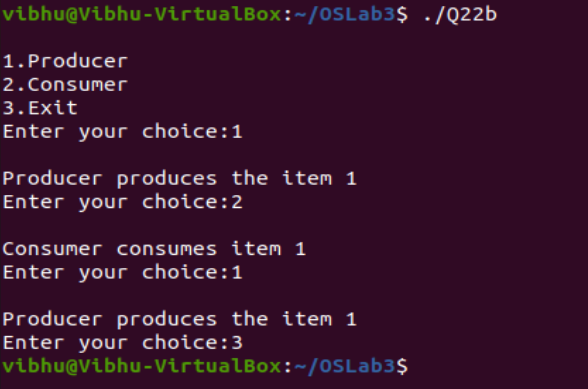 vibhu@Vibhu-VirtualBox:~/OSLab3$ ./Q22b
1.Producer
2.Consumer
3.Exit
Enter your choice:1
Producer produces the item 1
Enter your choice:2
Consumer consumes item 1
Enter your choice:1
Producer produces the item 1
Enter your choice:3
vibhu@Vibhu-VirtualBox:~/OSLab3$